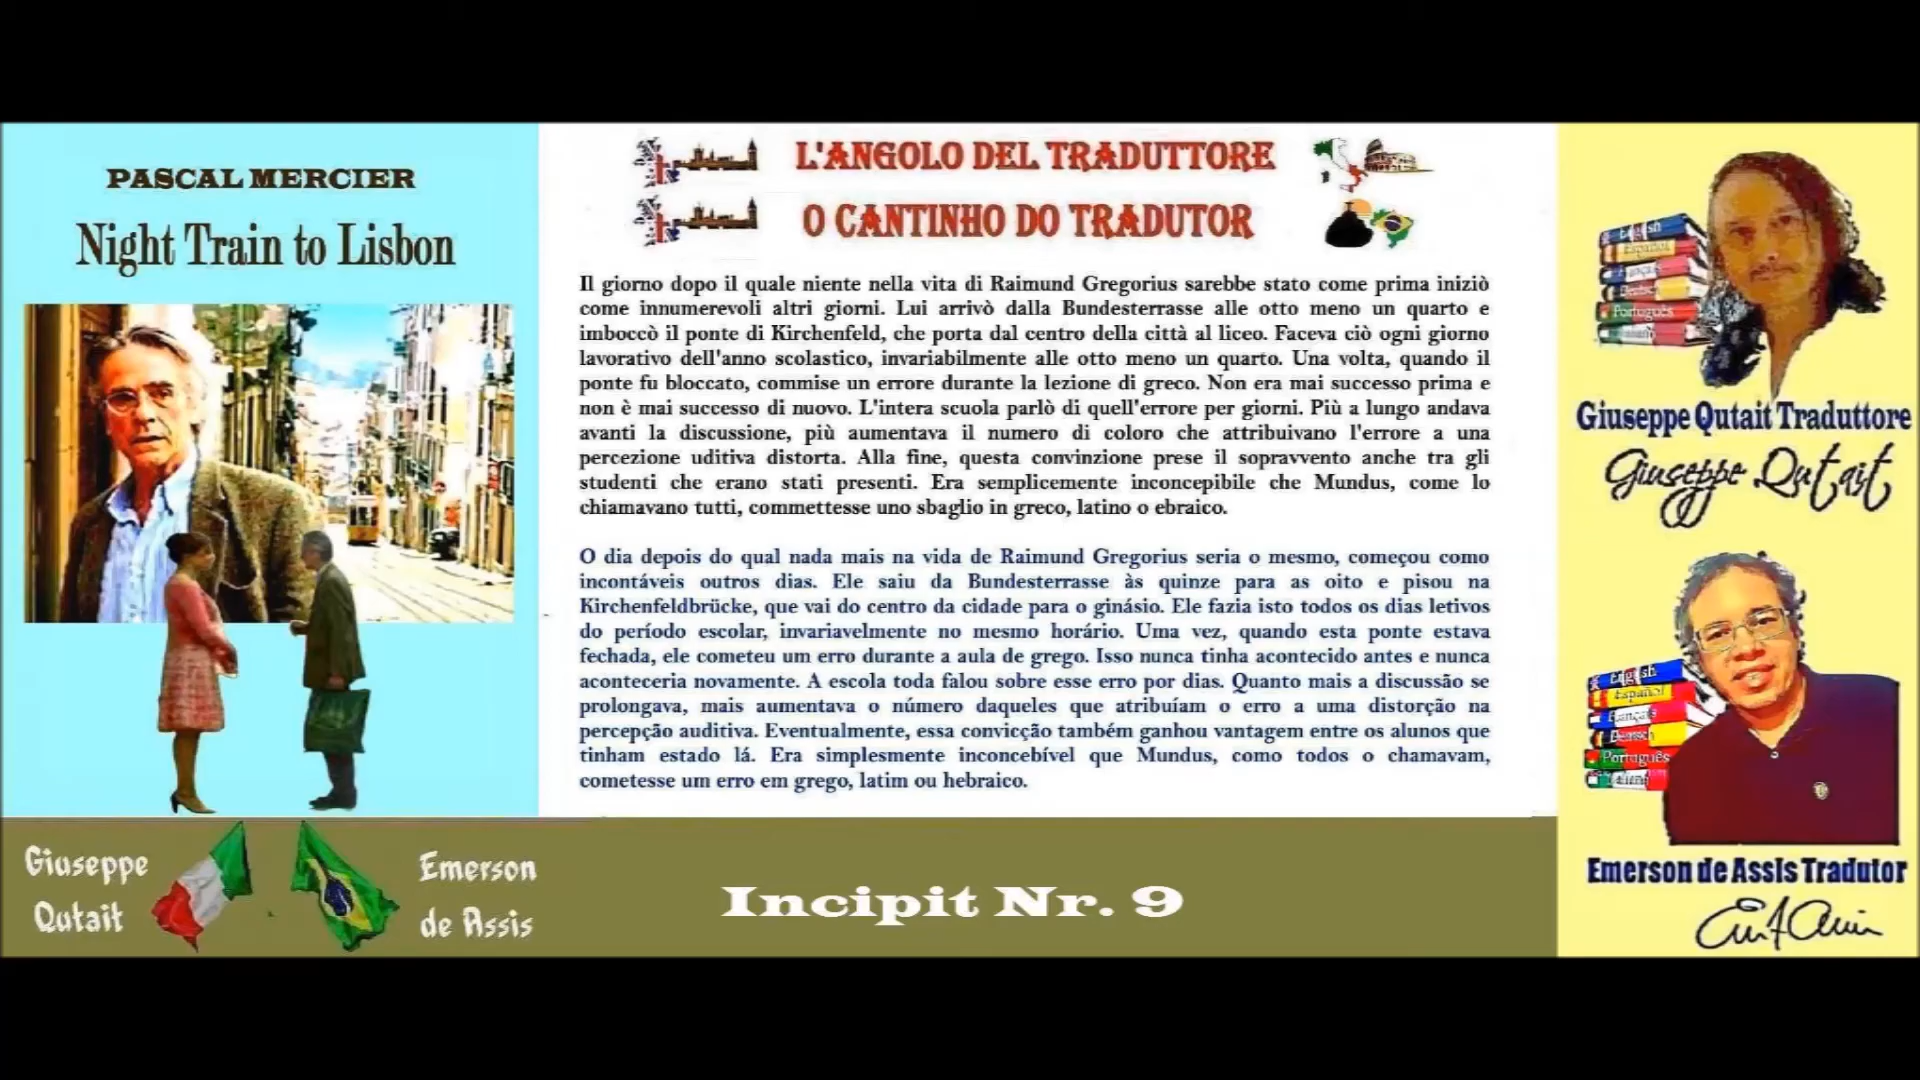 PASCAL MERCIER
Night Train to Lisbon
L'ANGOLO DEL TRADUTTORE
O CANTINHO DO TRADUTOR
Il giorno dopo il quale niente nella vita di Raimund Gregorius sarebbe stato come prima iniziò
come innumerevoli altri giorni. Lui arrivò dalla Bundesterrasse alle otto meno un quarto e
imboccò il ponte di Kirchenfeld, che porta dal centro della città al liceo. Faceva ciò ogni giorno
lavorativo dell'anno scolastico, invariabilmente alle otto meno un quarto. Una volta, quando il
ponte fu bloccato, commise un errore durante la lezione di greco. Non era mai successo prima e
non è mai successo di nuovo. L'intera scuola parlò di quell'errore per giorni. Più a lungo andava
avanti la discussione, più aumentava il numero di coloro che attribuivano l'errore a una
percezione uditiva distorta. Alla fine, questa convinzione prese il sopravvento anche tra gli
studenti che erano stati presenti. Era semplicemente inconcepibile che Mundus, come lo
chiamavano tutti, commettesse uno sbaglio in greco, latino o ebraico.
O dia depois do qual nada mais na vida de Raimund Gregorius seria o mesmo, começou como
incontáveis outros dias. Ele saiu da Bundesterrasse às quinze para as oito e pisou na
Kirchenfeldbrücke, que vai do centro da cidade para o ginásio. Ele fazia isto todos os dias letivos
do período escolar, invariavelmente no mesmo horário. Uma vez, quando esta ponte estava
fechada, ele cometeu um erro durante a aula de grego. Isso nunca tinha acontecido antes e nunca
aconteceria novamente. A escola toda falou sobre esse erro por dias. Quanto mais a discussão se
prolongava, mais aumentava o número daqueles que atribuíam o erro a uma distorção na
percepção auditiva. Eventualmente, essa convicção também ganhou vantagem entre os alunos que
tinham estado lá. Era simplesmente inconcebível que Mundus, como todos o chamavam,
cometesse um erro em grego, latim ou hebraico.
Español
Português
Giuseppe Qutait Traduttore
Giuseppe Qutait
English
Español
Français
Deutsch
Português
Emerson de Assis Tradutor
Giuseppe
Qutait
Emerson
de Assis
Incipit Nr. 9